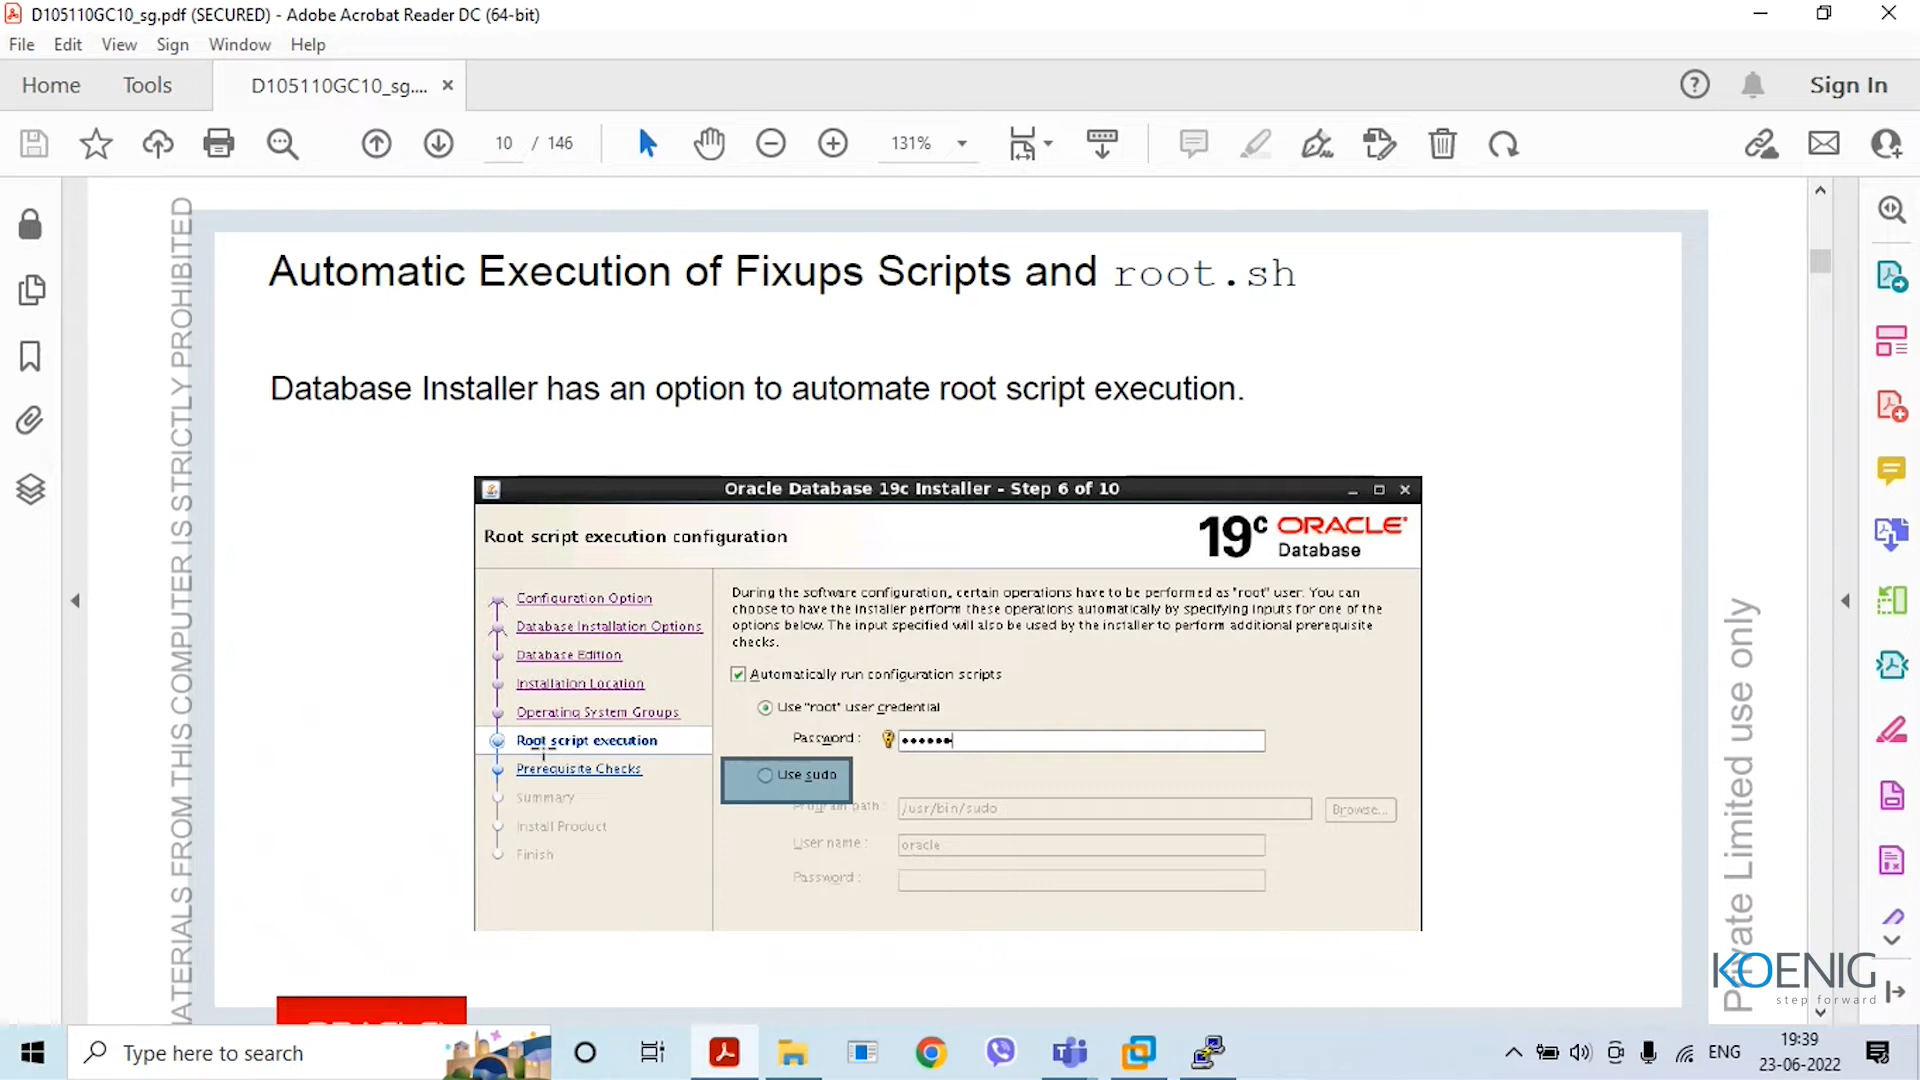 D105110GC10_sg.pdf (SECURED) - Adobe Acrobat Reader DC (64-bit)
File Edit View Sign Window Help
Home Tools D105110GC10_sg.... × Sign In
10 / 146 131%
MATERIALS FROM THIS COMPUTER IS STRICTLY PROHIBITED
Automatic Execution of Fixups Scripts and root.sh
Database Installer has an option to automate root script execution.
Oracle Database 19c Installer - Step 6 of 10
Root script execution configuration
19c ORACLE
Database
Configuration Option
Database Installation Options
Database Edition
Installation Location
Operating System Groups
Root script execution
Prerequisite Checks
Summary
Install Product
Finish
During the software configuration, certain operations have to be performed as "root" user. You can
choose to have the installer perform these operations automatically by specifying inputs for one of the
options below. The input specified will also be used by the installer to perform additional prerequisite
checks.
Automatically run configuration scripts
Use "root" user credential
Password :
Use sudo
Program path : /usr/bin/sudo Browse...
User name : oracle
Password :
Private Limited use only
KOENIG
step forward
ORACLE
Type here to search
ENG
19:39
23-06-2022